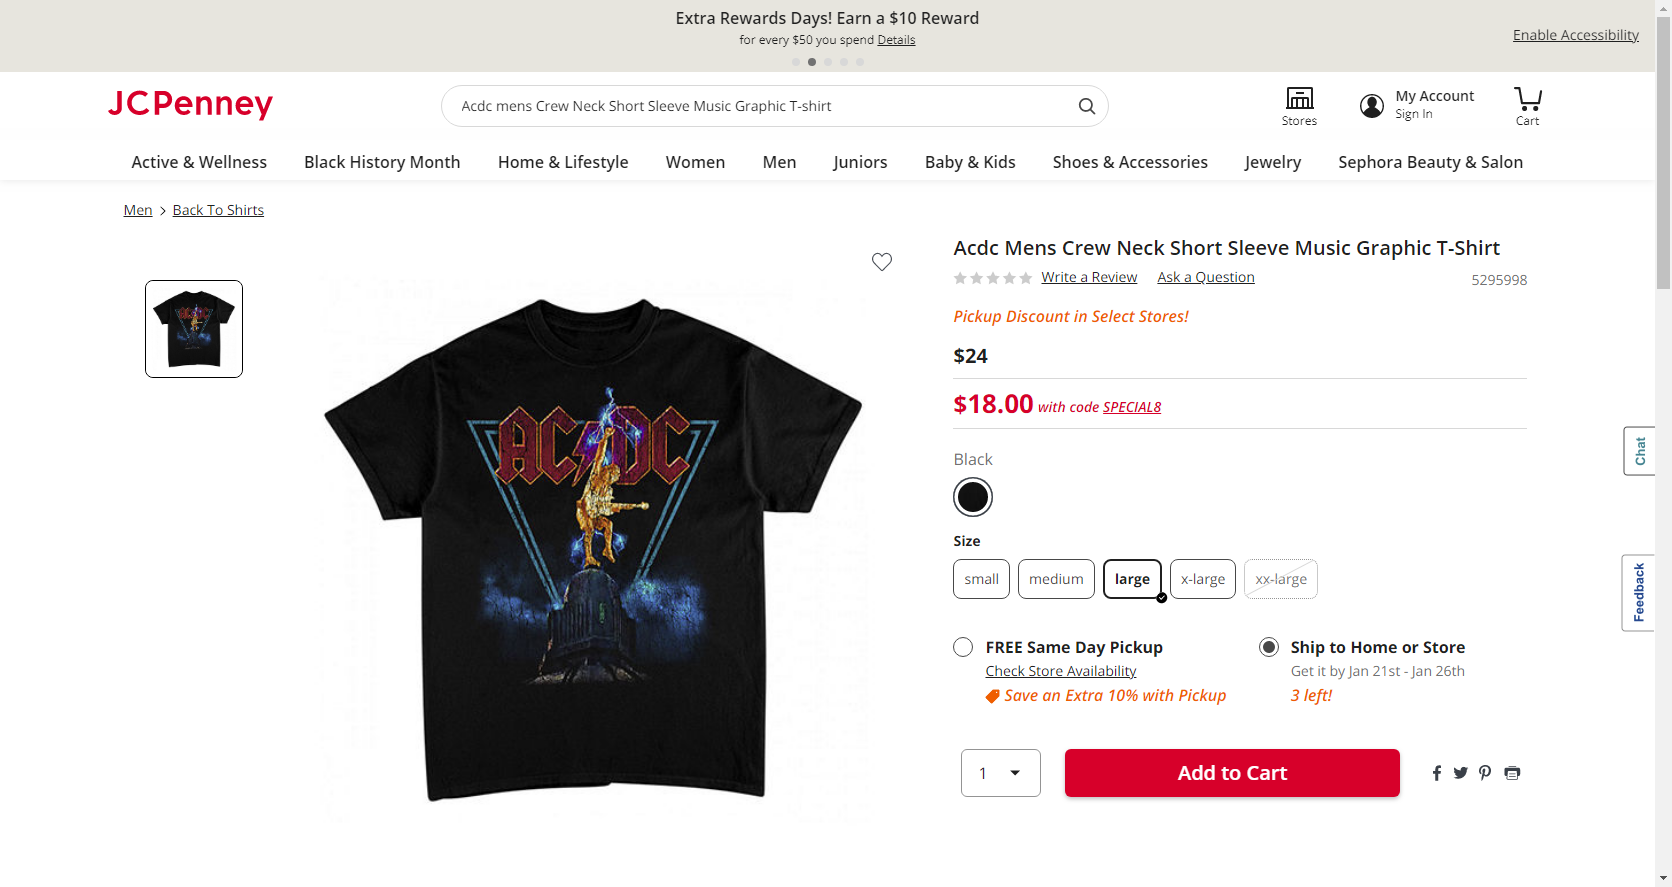 Extra Rewards Days! Earn a $10 Reward
for every $50 you spend Details
Enable Accessibility
JCPenney
Acdc mens Crew Neck Short Sleeve Music Graphic T-shirt
Stores
My Account
Sign In
Cart
Active & Wellness
Black History Month
Home & Lifestyle
Women
Men
Juniors
Baby & Kids
Shoes & Accessories
Jewelry
Sephora Beauty & Salon
Men > Back To Shirts
AC/DC
AC⚡DC
Acdc Mens Crew Neck Short Sleeve Music Graphic T-Shirt
Write a Review
Ask a Question
5295998
Pickup Discount in Select Stores!
$24
$18.00 with code SPECIAL8
Black
Size
small
medium
large
x-large
xx-large
FREE Same Day Pickup
Check Store Availability
Save an Extra 10% with Pickup
Ship to Home or Store
Get it by Jan 21st - Jan 26th
3 left!
1
Add to Cart
Chat
Feedback